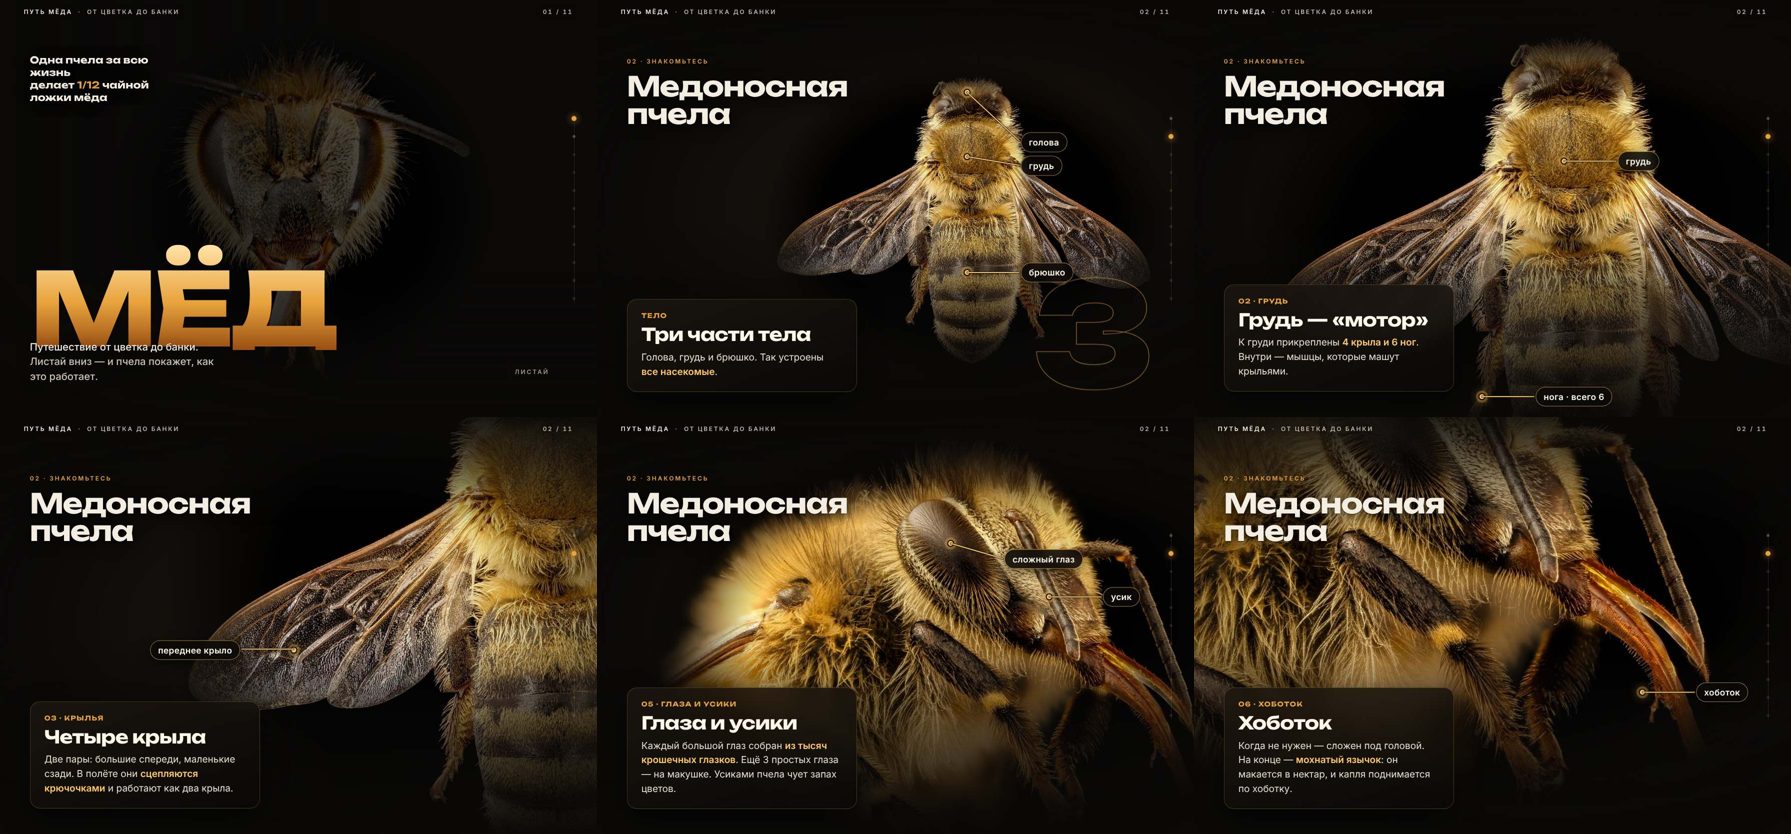 ПУТЬ МЁДА · ОТ ЦВЕТКА ДО БАНКИ
01 / 11
Одна пчела за всю
жизнь
делает 1/12 чайной
ложки мёда
МЁД
Путешествие от цветка до банки.
Листай вниз — и пчела покажет, как
это работает.
ЛИСТАЙ
ПУТЬ МЁДА · ОТ ЦВЕТКА ДО БАНКИ
02 / 11
02 · ЗНАКОМЬТЕСЬ
Медоносная
пчела
голова
грудь
брюшко
3
ТЕЛО
Три части тела
Голова, грудь и брюшко. Так устроены
все насекомые.
ПУТЬ МЁДА · ОТ ЦВЕТКА ДО БАНКИ
02 / 11
02 · ЗНАКОМЬТЕСЬ
Медоносная
пчела
грудь
02 · ГРУДЬ
Грудь — «мотор»
К груди прикреплены 4 крыла и 6 ног.
Внутри — мышцы, которые машут
крыльями.
нога · всего 6
ПУТЬ МЁДА · ОТ ЦВЕТКА ДО БАНКИ
02 / 11
02 · ЗНАКОМЬТЕСЬ
Медоносная
пчела
переднее крыло
03 · КРЫЛЬЯ
Четыре крыла
Две пары: большие спереди, маленькие
сзади. В полёте они сцепляются
крючочками и работают как два крыла.
ПУТЬ МЁДА · ОТ ЦВЕТКА ДО БАНКИ
02 / 11
02 · ЗНАКОМЬТЕСЬ
Медоносная
пчела
сложный глаз
усик
05 · ГЛАЗА И УСИКИ
Глаза и усики
Каждый большой глаз собран из тысяч
крошечных глазков. Ещё 3 простых глаза
— на макушке. Усиками пчела чует запах
цветов.
ПУТЬ МЁДА · ОТ ЦВЕТКА ДО БАНКИ
02 / 11
02 · ЗНАКОМЬТЕСЬ
Медоносная
пчела
хоботок
06 · ХОБОТОК
Хоботок
Когда не нужен — сложен под головой.
На конце — мохнатый язычок: он
макается в нектар, и капля поднимается
по хоботку.